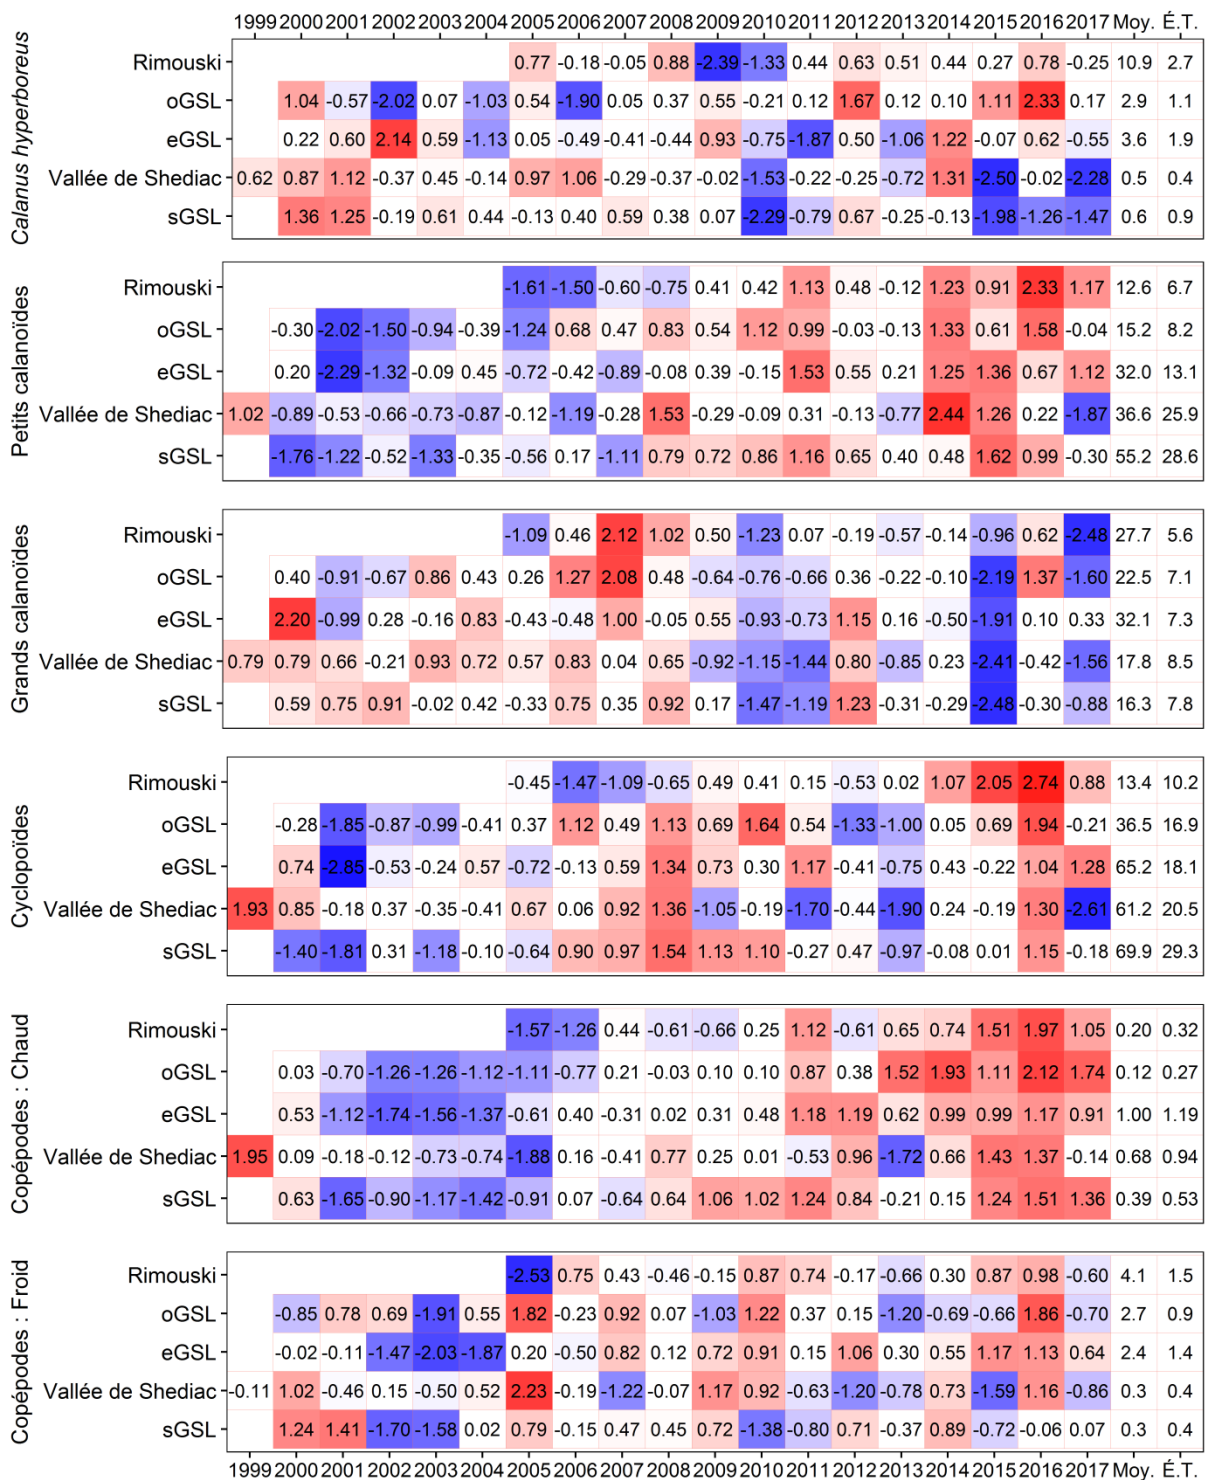 1999 2000 2001 2002 2003 2004 2005 2006 2007 2008 2009 2010 2011 2012 2013 2014 2015 2016 2017 Moy. É.T.
Calanus hyperboreus
Rimouski 0.77 -0.18 -0.05 0.88 -2.39 -1.33 0.44 0.63 0.51 0.44 0.27 0.78 -0.25 10.9 2.7
oGSL 1.04 -0.57 -2.02 0.07 -1.03 0.54 -1.90 0.05 0.37 0.55 -0.21 0.12 1.67 0.12 0.10 1.11 2.33 0.17 2.9 1.1
eGSL 0.22 0.60 2.14 0.59 -1.13 0.05 -0.49 -0.41 -0.44 0.93 -0.75 -1.87 0.50 -1.06 1.22 -0.07 0.62 -0.55 3.6 1.9
Vallée de Shediac 0.62 0.87 1.12 -0.37 0.45 -0.14 0.97 1.06 -0.29 -0.37 -0.02 -1.53 -0.22 -0.25 -0.72 1.31 -2.50 -0.02 -2.28 0.5 0.4
sGSL 1.36 1.25 -0.19 0.61 0.44 -0.13 0.40 0.59 0.38 0.07 -2.29 -0.79 0.67 -0.25 -0.13 -1.98 -1.26 -1.47 0.6 0.9
Petits calanoïdes
Rimouski -1.61 -1.50 -0.60 -0.75 0.41 0.42 1.13 0.48 -0.12 1.23 0.91 2.33 1.17 12.6 6.7
oGSL -0.30 -2.02 -1.50 -0.94 -0.39 -1.24 0.68 0.47 0.83 0.54 1.12 0.99 -0.03 -0.13 1.33 0.61 1.58 -0.04 15.2 8.2
eGSL 0.20 -2.29 -1.32 -0.09 0.45 -0.72 -0.42 -0.89 -0.08 0.39 -0.15 1.53 0.55 0.21 1.25 1.36 0.67 1.12 32.0 13.1
Vallée de Shediac 1.02 -0.89 -0.53 -0.66 -0.73 -0.87 -0.12 -1.19 -0.28 1.53 -0.29 -0.09 0.31 -0.13 -0.77 2.44 1.26 0.22 -1.87 36.6 25.9
sGSL -1.76 -1.22 -0.52 -1.33 -0.35 -0.56 0.17 -1.11 0.79 0.72 0.86 1.16 0.65 0.40 0.48 1.62 0.99 -0.30 55.2 28.6
Grands calanoïdes
Rimouski -1.09 0.46 2.12 1.02 0.50 -1.23 0.07 -0.19 -0.57 -0.14 -0.96 0.62 -2.48 27.7 5.6
oGSL 0.40 -0.91 -0.67 0.86 0.43 0.26 1.27 2.08 0.48 -0.64 -0.76 -0.66 0.36 -0.22 -0.10 -2.19 1.37 -1.60 22.5 7.1
eGSL 2.20 -0.99 0.28 -0.16 0.83 -0.43 -0.48 1.00 -0.05 0.55 -0.93 -0.73 1.15 0.16 -0.50 -1.91 0.10 0.33 32.1 7.3
Vallée de Shediac 0.79 0.79 0.66 -0.21 0.93 0.72 0.57 0.83 0.04 0.65 -0.92 -1.15 -1.44 0.80 -0.85 0.23 -2.41 -0.42 -1.56 17.8 8.5
sGSL 0.59 0.75 0.91 -0.02 0.42 -0.33 0.75 0.35 0.92 0.17 -1.47 -1.19 1.23 -0.31 -0.29 -2.48 -0.30 -0.88 16.3 7.8
Cyclopoïdes
Rimouski -0.45 -1.47 -1.09 -0.65 0.49 0.41 0.15 -0.53 0.02 1.07 2.05 2.74 0.88 13.4 10.2
oGSL -0.28 -1.85 -0.87 -0.99 -0.41 0.37 1.12 0.49 1.13 0.69 1.64 0.54 -1.33 -1.00 0.05 0.69 1.94 -0.21 36.5 16.9
eGSL 0.74 -2.85 -0.53 -0.24 0.57 -0.72 -0.13 0.59 1.34 0.73 0.30 1.17 -0.41 -0.75 0.43 -0.22 1.04 1.28 65.2 18.1
Vallée de Shediac 1.93 0.85 -0.18 0.37 -0.35 -0.41 0.67 0.06 0.92 1.36 -1.05 -0.19 -1.70 -0.44 -1.90 0.24 -0.19 1.30 -2.61 61.2 20.5
sGSL -1.40 -1.81 0.31 -1.18 -0.10 -0.64 0.90 0.97 1.54 1.13 1.10 -0.27 0.47 -0.97 -0.08 0.01 1.15 -0.18 69.9 29.3
Copépodes : Chaud
Rimouski -1.57 -1.26 0.44 -0.61 -0.66 0.25 1.12 -0.61 0.65 0.74 1.51 1.97 1.05 0.20 0.32
oGSL 0.03 -0.70 -1.26 -1.26 -1.12 -1.11 -0.77 0.21 -0.03 0.10 0.10 0.87 0.38 1.52 1.93 1.11 2.12 1.74 0.12 0.27
eGSL 0.53 -1.12 -1.74 -1.56 -1.37 -0.61 0.40 -0.31 0.02 0.31 0.48 1.18 1.19 0.62 0.99 0.99 1.17 0.91 1.00 1.19
Vallée de Shediac 1.95 0.09 -0.18 -0.12 -0.73 -0.74 -1.88 0.16 -0.41 0.77 0.25 0.01 -0.53 0.96 -1.72 0.66 1.43 1.37 -0.14 0.68 0.94
sGSL 0.63 -1.65 -0.90 -1.17 -1.42 -0.91 0.07 -0.64 0.64 1.06 1.02 1.24 0.84 -0.21 0.15 1.24 1.51 1.36 0.39 0.53
Copépodes : Froid
Rimouski -2.53 0.75 0.43 -0.46 -0.15 0.87 0.74 -0.17 -0.66 0.30 0.87 0.98 -0.60 4.1 1.5
oGSL -0.85 0.78 0.69 -1.91 0.55 1.82 -0.23 0.92 0.07 -1.03 1.22 0.37 0.15 -1.20 -0.69 -0.66 1.86 -0.70 2.7 0.9
eGSL -0.02 -0.11 -1.47 -2.03 -1.87 0.20 -0.50 0.82 0.12 0.72 0.91 0.15 1.06 0.30 0.55 1.17 1.13 0.64 2.4 1.4
Vallée de Shediac -0.11 1.02 -0.46 0.15 -0.50 0.52 2.23 -0.19 -1.22 -0.07 1.17 0.92 -0.63 -1.20 -0.78 0.73 -1.59 1.16 -0.86 0.3 0.4
sGSL 1.24 1.41 -1.70 -1.58 0.02 0.79 -0.15 0.47 0.45 0.72 -1.38 -0.80 0.71 -0.37 0.89 -0.72 -0.06 0.07 0.3 0.4
1999 2000 2001 2002 2003 2004 2005 2006 2007 2008 2009 2010 2011 2012 2013 2014 2015 2016 2017 Moy. É.T.